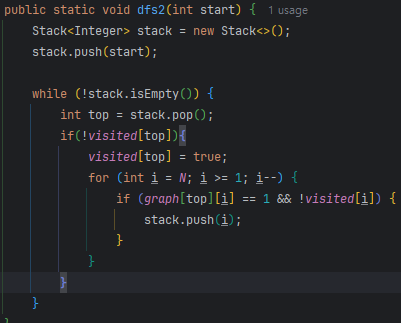 public static void dfs2(int start) { 1 usage
    Stack<Integer> stack = new Stack<>();
    stack.push(start);

    while (!stack.isEmpty()) {
        int top = stack.pop();
        if(!visited[top]){
            visited[top] = true;
            for (int i = N; i >= 1; i--) {
                if (graph[top][i] == 1 && !visited[i]) {
                    stack.push(i);
                }
            }
        }
    }
}